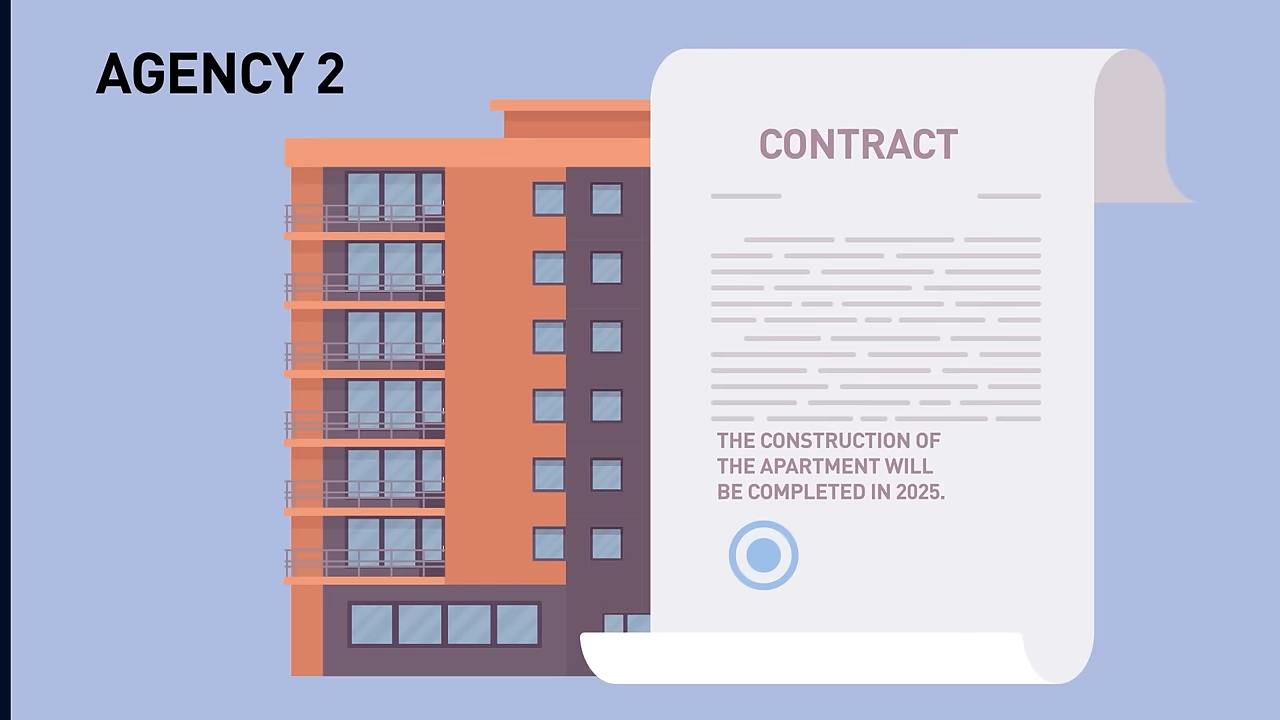 AGENCY 2
CONTRACT
THE CONSTRUCTION OF
THE APARTMENT WILL
BE COMPLETED IN 2025.